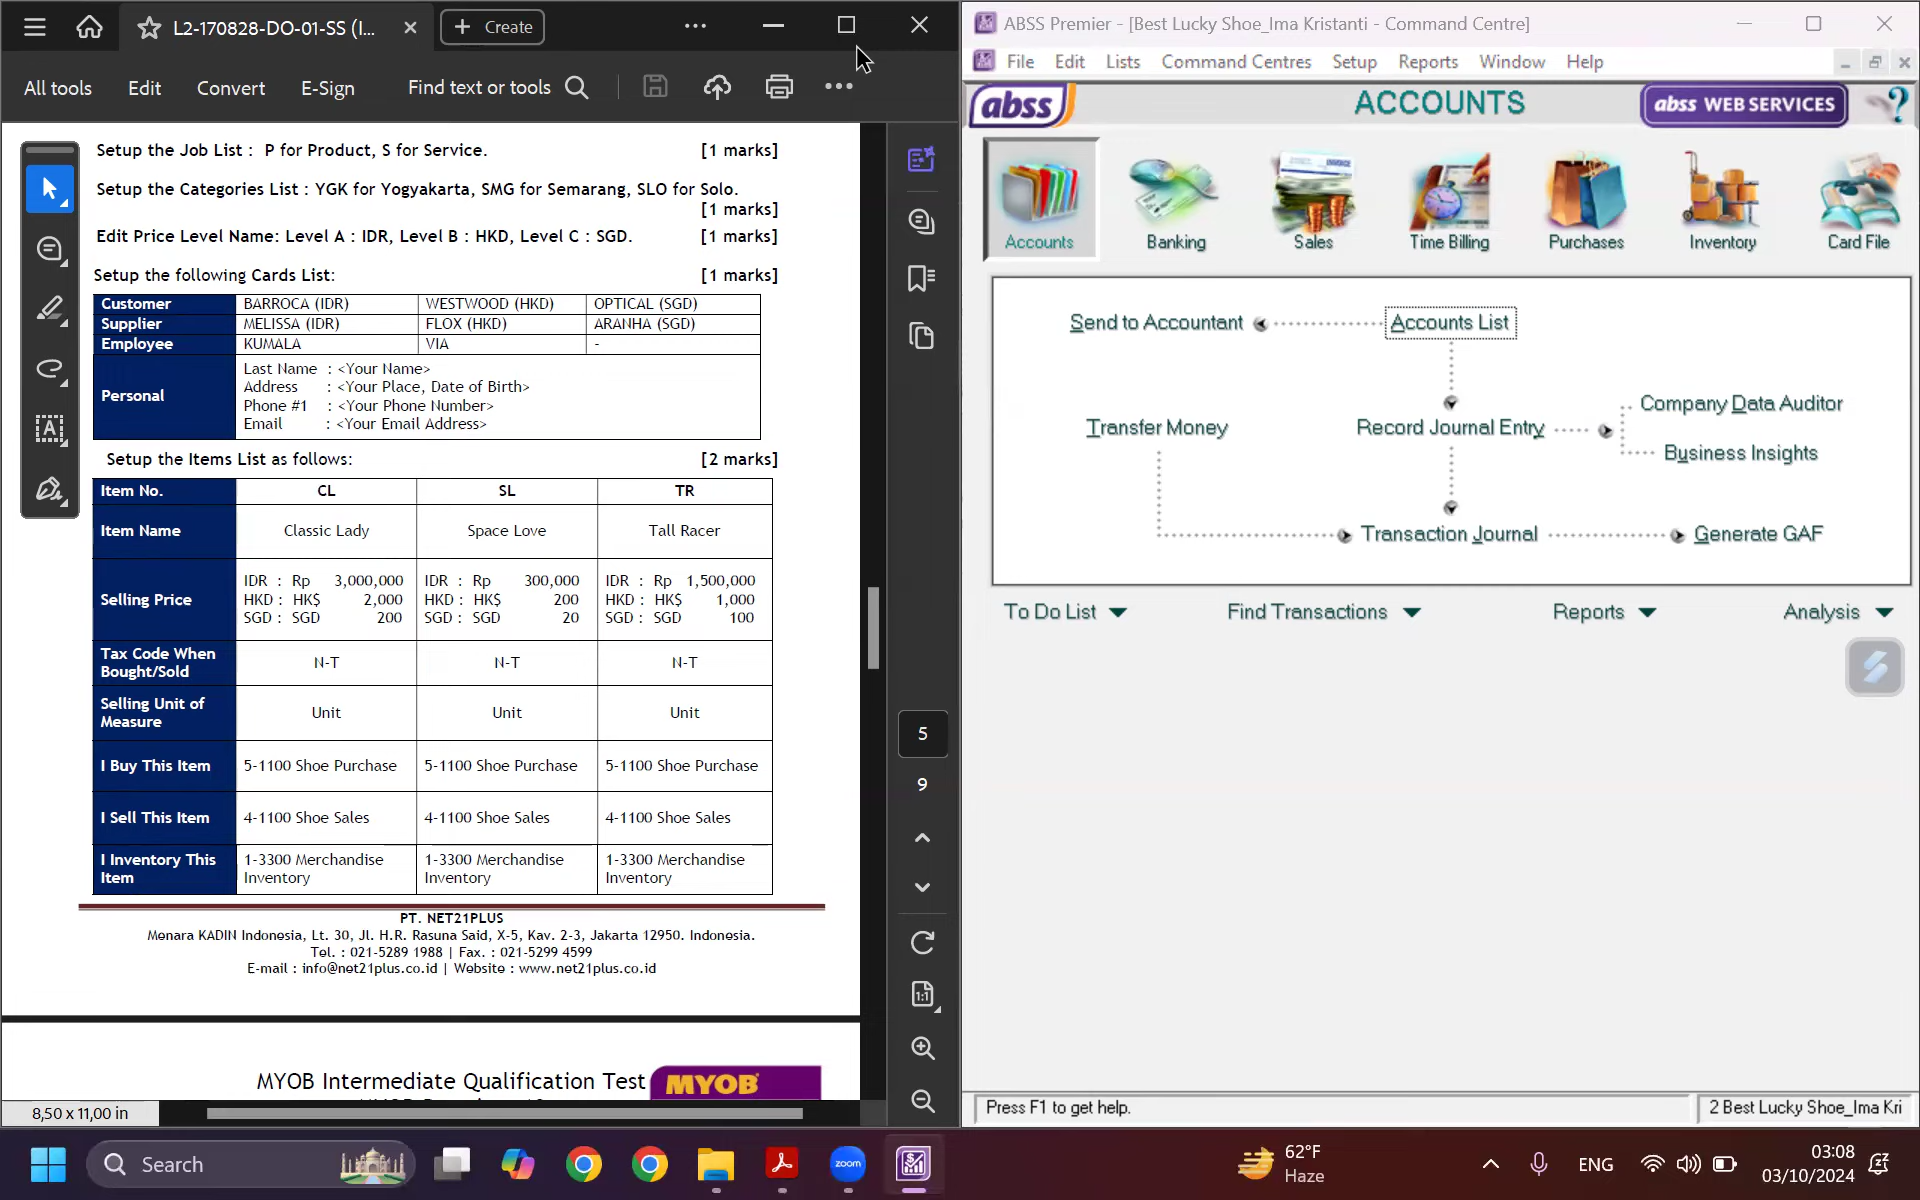 L2-170828-DO-01-SS (I...
Create
ABSS Premier - [Best Lucky Shoe_Ima Kristanti - Command Centre]
All tools Edit Convert E-Sign Find text or tools
File Edit Lists Command Centres Setup Reports Window Help
abss ACCOUNTS abss WEB SERVICES
Setup the Job List : P for Product, S for Service. [1 marks]
Setup the Categories List : YGK for Yogyakarta, SMG for Semarang, SLO for Solo.
[1 marks]
Edit Price Level Name: Level A : IDR, Level B : HKD, Level C : SGD. [1 marks]
Setup the following Cards List: [1 marks]
Customer BARROCA (IDR) WESTWOOD (HKD) OPTICAL (SGD)
Supplier MELISSA (IDR) FLOX (HKD) ARANHA (SGD)
Employee KUMALA VIA -
Personal
Last Name : <Your Name>
Address : <Your Place, Date of Birth>
Phone #1 : <Your Phone Number>
Email : <Your Email Address>
Setup the Items List as follows: [2 marks]
Item No. CL SL TR
Item Name Classic Lady Space Love Tall Racer
Selling Price
IDR : Rp 3,000,000 IDR : Rp 300,000 IDR : Rp 1,500,000
HKD : HK$ 2,000 HKD : HK$ 200 HKD : HK$ 1,000
SGD : SGD 200 SGD : SGD 20 SGD : SGD 100
Tax Code When
Bought/Sold
N-T N-T N-T
Selling Unit of
Measure
Unit Unit Unit
I Buy This Item 5-1100 Shoe Purchase 5-1100 Shoe Purchase 5-1100 Shoe Purchase
I Sell This Item 4-1100 Shoe Sales 4-1100 Shoe Sales 4-1100 Shoe Sales
I Inventory This
Item
1-3300 Merchandise 1-3300 Merchandise 1-3300 Merchandise
Inventory Inventory Inventory
PT. NET21PLUS
Menara KADIN Indonesia, Lt. 30, Jl. H.R. Rasuna Said, X-5, Kav. 2-3, Jakarta 12950. Indonesia.
Tel. : 021-5289 1988 | Fax. : 021-5299 4599
E-mail : info@net21plus.co.id | Website : www.net21plus.co.id
MYOB Intermediate Qualification Test MYOB
8,50 x 11,00 in
5
9
1:1
Accounts Banking Sales Time Billing Purchases Inventory Card File
Send to Accountant Accounts List
Company Data Auditor
Transfer Money Record Journal Entry
Business Insights
Transaction Journal Generate GAF
To Do List Find Transactions Reports Analysis
Press F1 to get help. 2 Best Lucky Shoe_Ima Kri
Search
zoom
62°F
Haze
ENG
03:08
03/10/2024